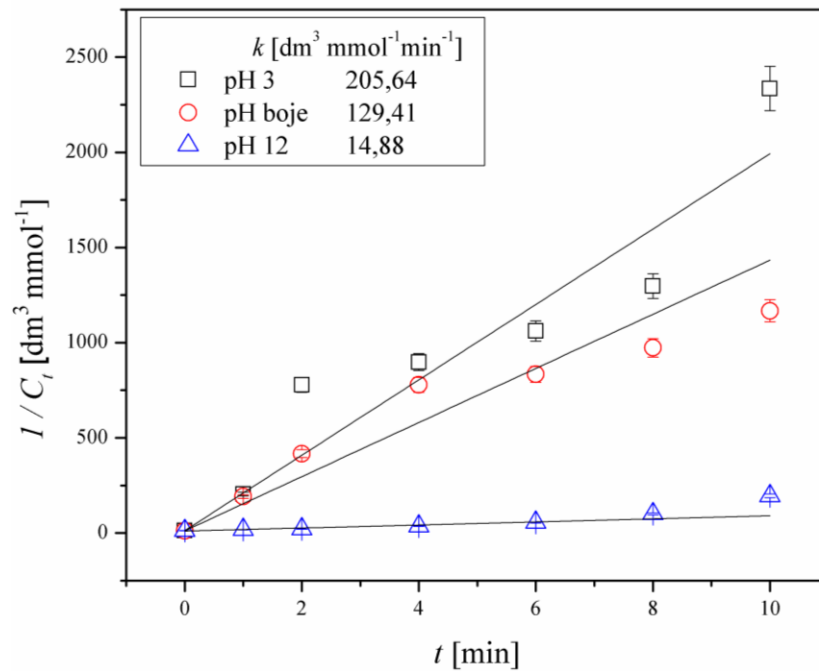 k [dm³ mmol⁻¹min⁻¹]
pH 3 205,64
pH boje 129,41
pH 12 14,88
2500
2000
1500
1000
500
0
1 / Cₜ [dm³ mmol⁻¹]
0 2 4 6 8 10
t [min]